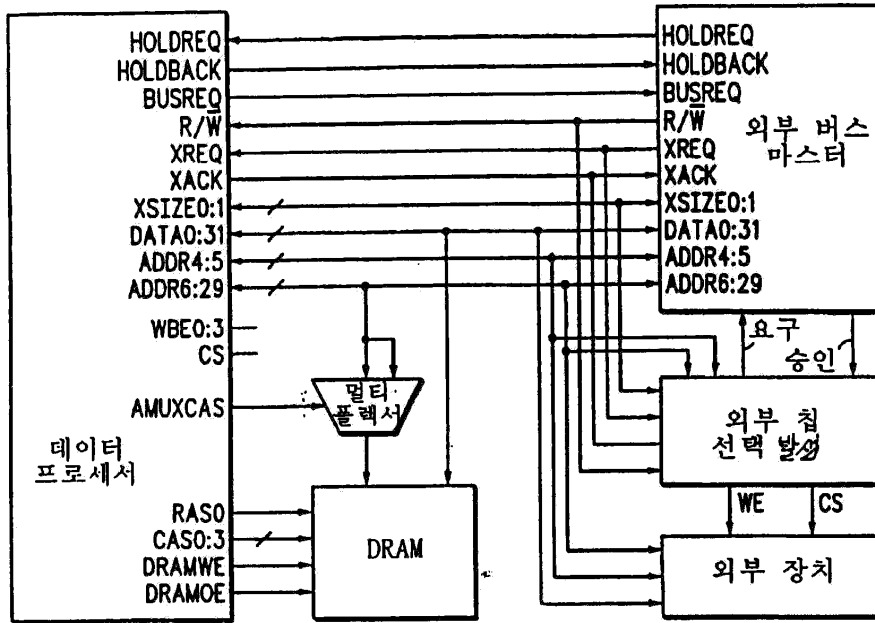 HOLDREQ
HOLDBACK
BUSREQ
R/W̅
XREQ
XACK
XSIZE0:1
DATA0:31
ADDR4:5
ADDR6:29
WBE0:3
CS
AMUXCAS
데이터
프로세서
RAS0
CAS0:3
DRAMWE
DRAMOE
멀티
플렉서
DRAM
HOLDREQ
HOLDBACK
BUSREQ
R/W̅
XREQ
XACK
XSIZE0:1
DATA0:31
ADDR4:5
ADDR6:29
외부 버스
마스터
요구
승인
외부 칩
선택 발생
WE
CS
외부 장치